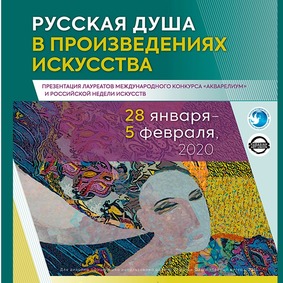 РУССКАЯ ДУША
В ПРОИЗВЕДЕНИЯХ
ИСКУССТВА
ПРЕЗЕНТАЦИЯ ЛАУРЕАТОВ МЕЖДУНАРОДНОГО КОНКУРСА «АКВАРЕЛИУМ»
И РОССИЙСКОЙ НЕДЕЛИ ИСКУССТВ
28 января–
5 февраля,
2020